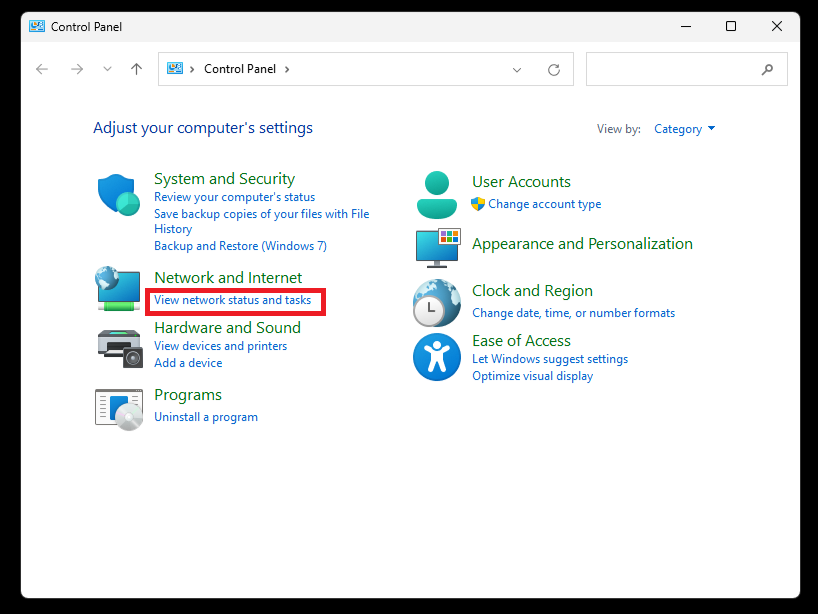 Control Panel
Control Panel
Adjust your computer's settings
View by: Category
System and Security
Review your computer's status
Save backup copies of your files with File
History
Backup and Restore (Windows 7)
Network and Internet
View network status and tasks
Hardware and Sound
View devices and printers
Add a device
Programs
Uninstall a program
User Accounts
Change account type
Appearance and Personalization
Clock and Region
Change date, time, or number formats
Ease of Access
Let Windows suggest settings
Optimize visual display